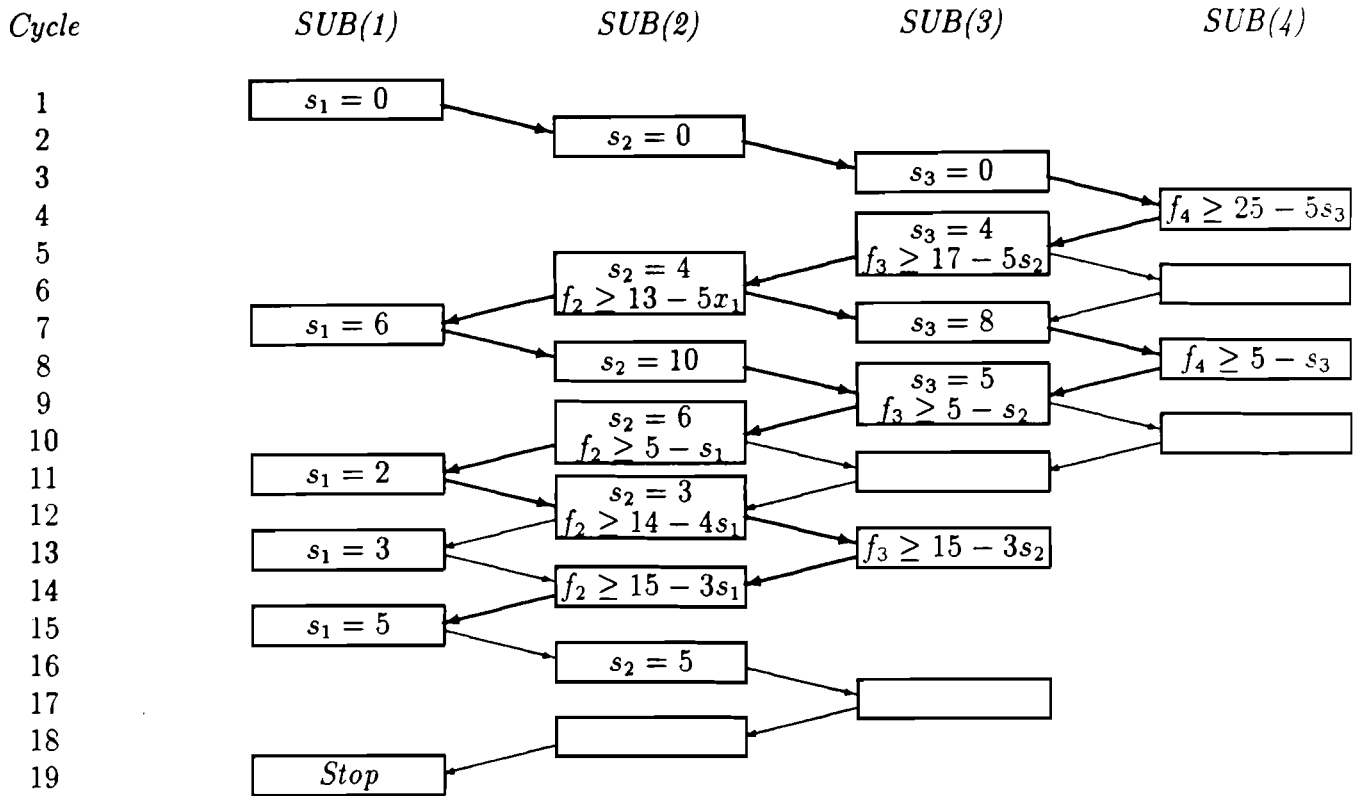 Cycle SUB(1) SUB(2) SUB(3) SUB(4)
1 s₁ = 0
2 s₂ = 0
3 s₃ = 0
4 f₄ ≥ 25 − 5s₃
5 s₃ = 4
f₃ ≥ 17 − 5s₂
6 s₂ = 4
f₂ ≥ 13 − 5x₁
7 s₁ = 6 s₃ = 8
8 s₂ = 10 f₄ ≥ 5 − s₃
9 s₃ = 5
f₃ ≥ 5 − s₂
10 s₂ = 6
f₂ ≥ 5 − s₁
11 s₁ = 2
12 s₂ = 3
f₂ ≥ 14 − 4s₁
13 s₁ = 3 f₃ ≥ 15 − 3s₂
14 f₂ ≥ 15 − 3s₁
15 s₁ = 5
16 s₂ = 5
17
18
19 Stop